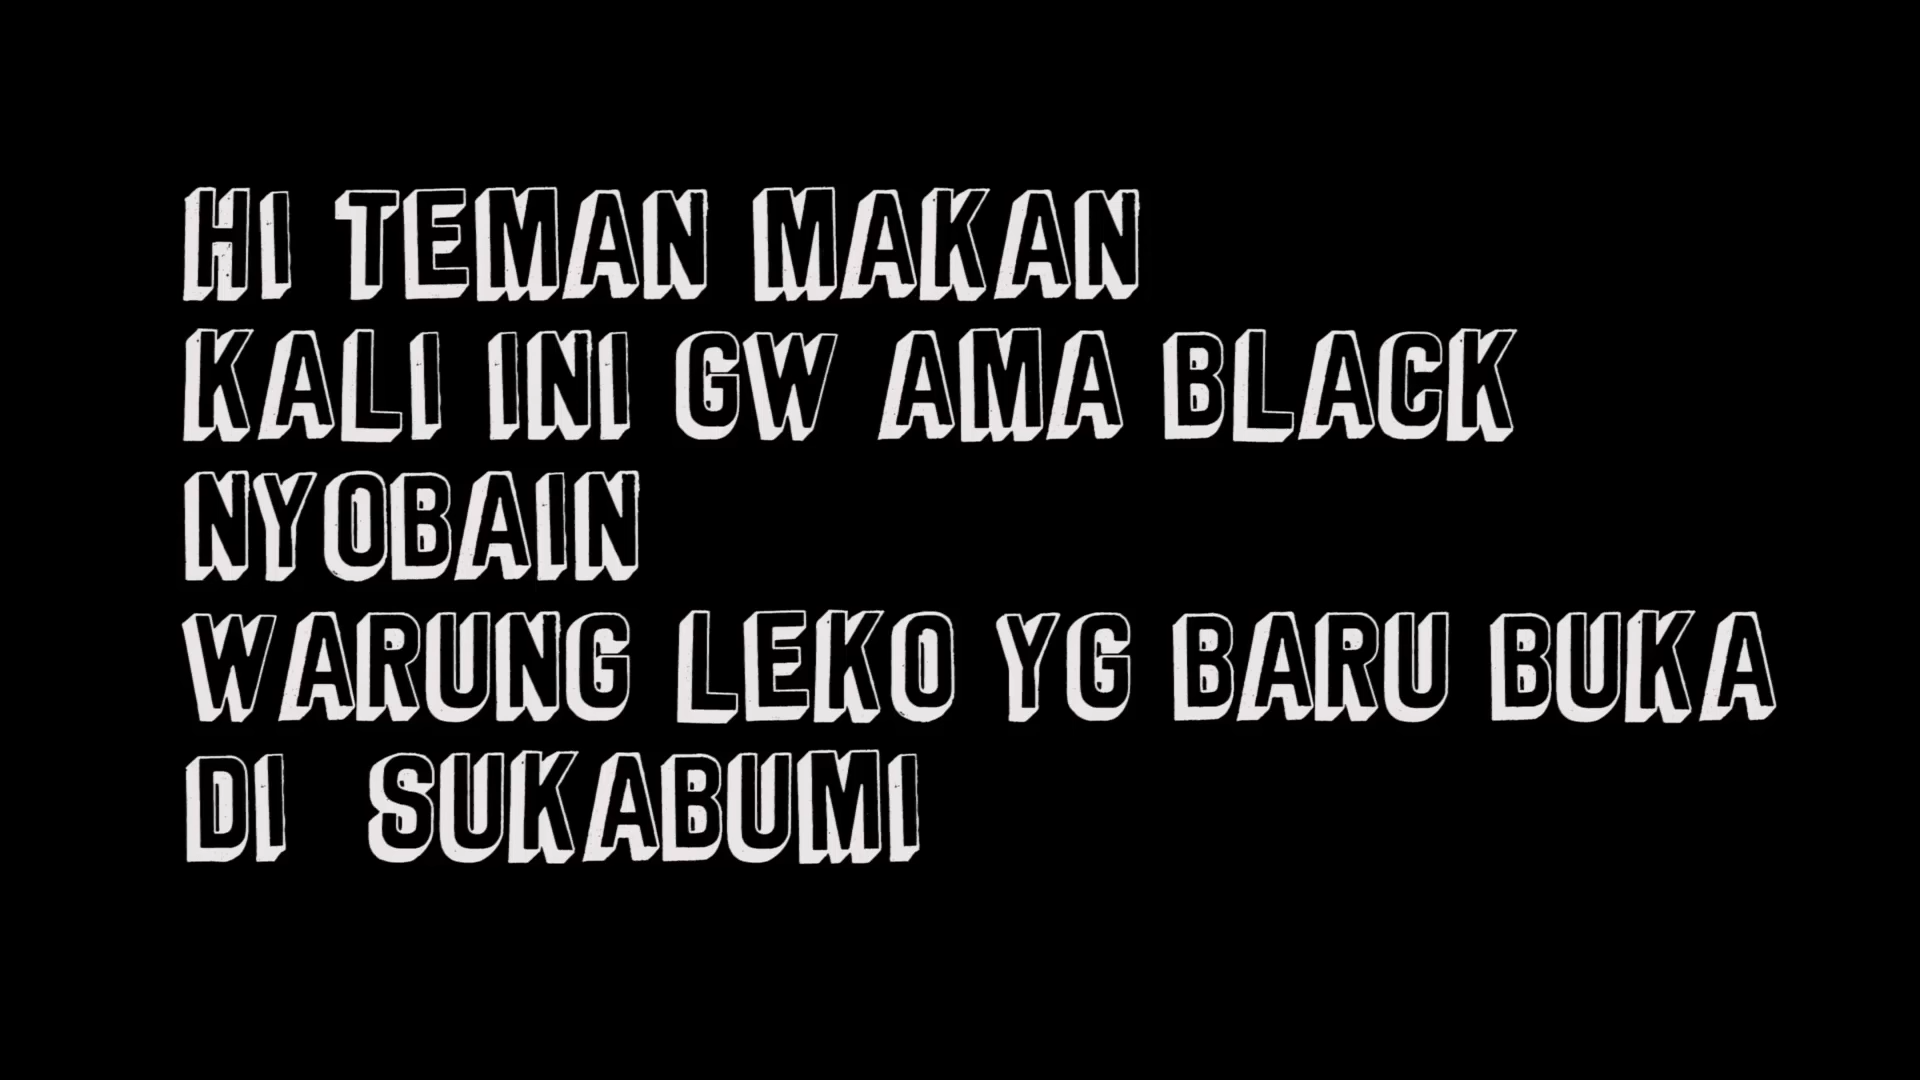 HI TEMAN MAKAN
KALI INI GW AMA BLACK
NYOBAIN
WARUNG LEKO YG BARU BUKA
DI SUKABUMI